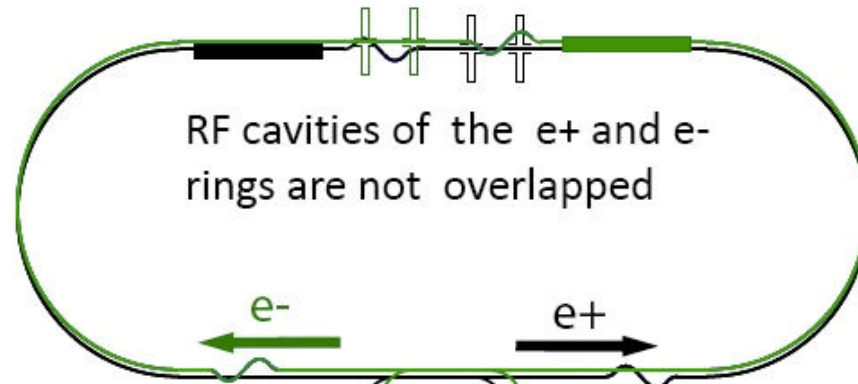 RF cavities of the e+ and e-
rings are not overlapped
e- e+